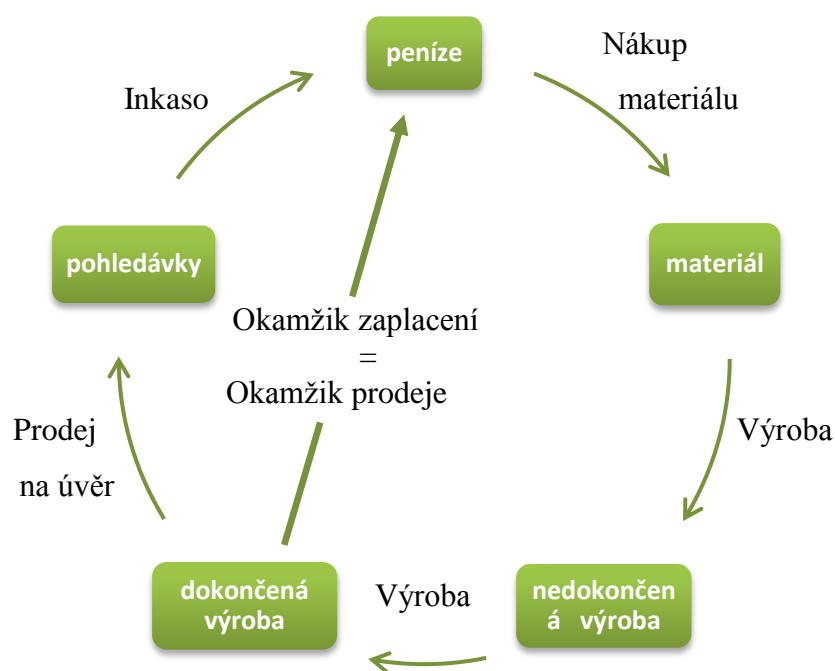 peníze
Nákup
materiálu
Inkaso
pohledávky
materiál
Okamžik zaplacení
=
Okamžik prodeje
Prodej
na úvěr
Výroba
dokončená
výroba
Výroba
nedokončen
á výroba